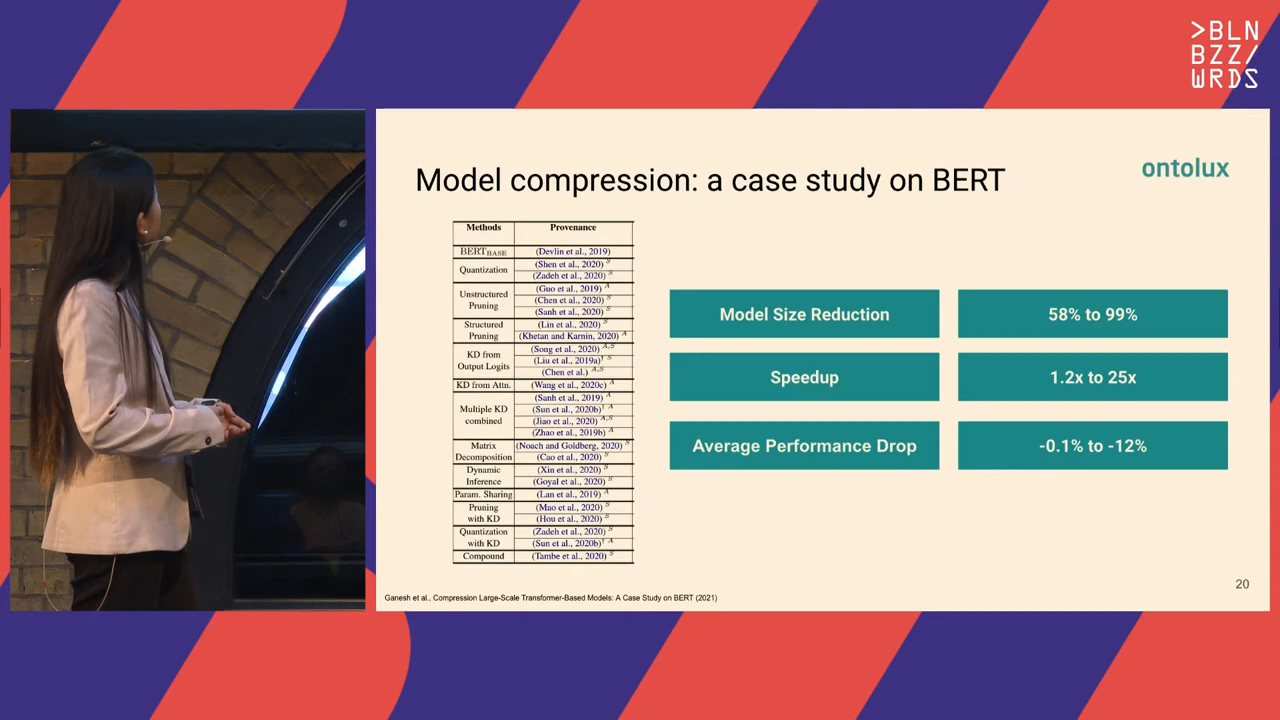 >BLN
BZZ/
WRDS
Model compression: a case study on BERT
ontolux
Methods Provenance
BERTBASE (Devlin et al., 2019)
Quantization (Shen et al., 2020) S
(Zadeh et al., 2020) S
Unstructured Pruning (Guo et al., 2019) A
(Chen et al., 2020) S
(Sanh et al., 2020) S
Structured Pruning (Lin et al., 2020) S
(Khetan and Karnin, 2020) A
KD from Output Logits (Song et al., 2020) A,S
(Liu et al., 2019a)† S
(Chen et al.) A,S
KD from Attn. (Wang et al., 2020c) A
Multiple KD combined (Sanh et al., 2019) A
(Sun et al., 2020b)† A
(Jiao et al., 2020) A,S
(Zhao et al., 2019b) A
Matrix Decomposition (Noach and Goldberg, 2020) S
(Cao et al., 2020) S
Dynamic Inference (Xin et al., 2020) S
(Goyal et al., 2020) S
Param. Sharing (Lan et al., 2019) A
Pruning with KD (Mao et al., 2020) S
(Hou et al., 2020) S
Quantization with KD (Zadeh et al., 2020) S
(Sun et al., 2020b)† A
Compound (Tambe et al., 2020) S
Model Size Reduction 58% to 99%
Speedup 1.2x to 25x
Average Performance Drop -0.1% to -12%
20
Ganesh et al., Compression Large-Scale Transformer-Based Models: A Case Study on BERT (2021)